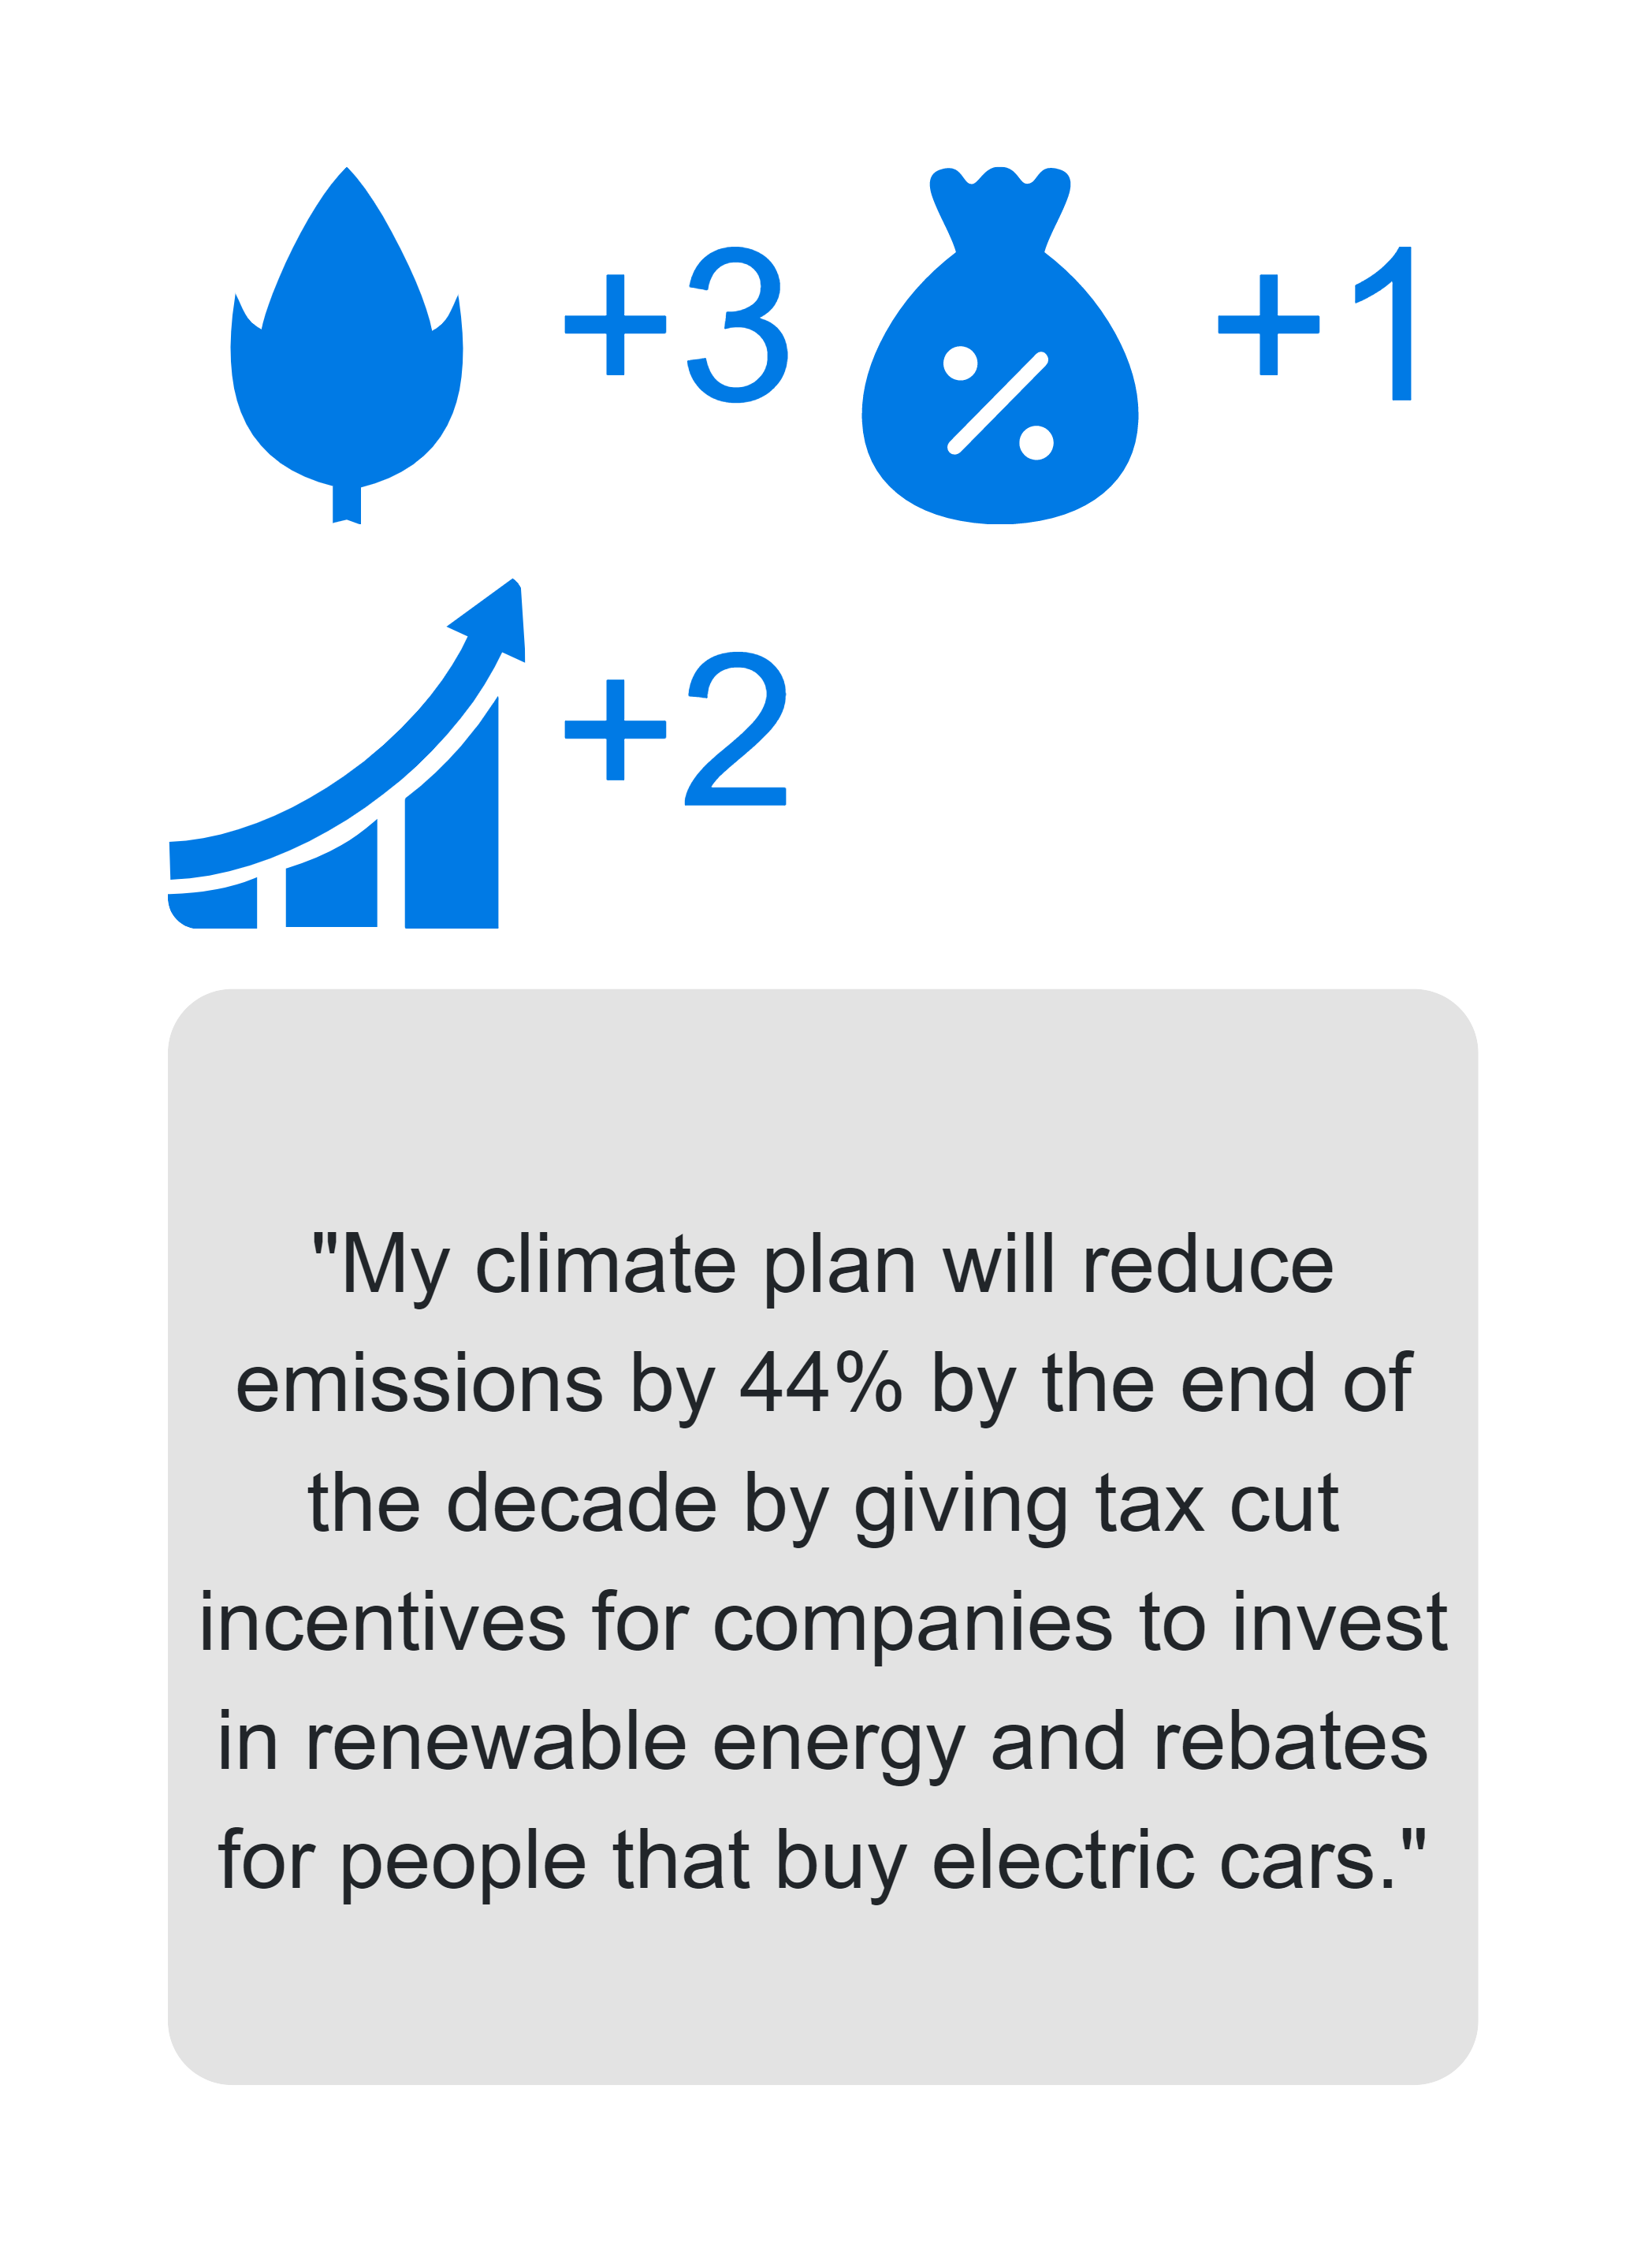 +3 +1
+2
"My climate plan will reduce
emissions by 44% by the end of
the decade by giving tax cut
incentives for companies to invest
in renewable energy and rebates
for people that buy electric cars."